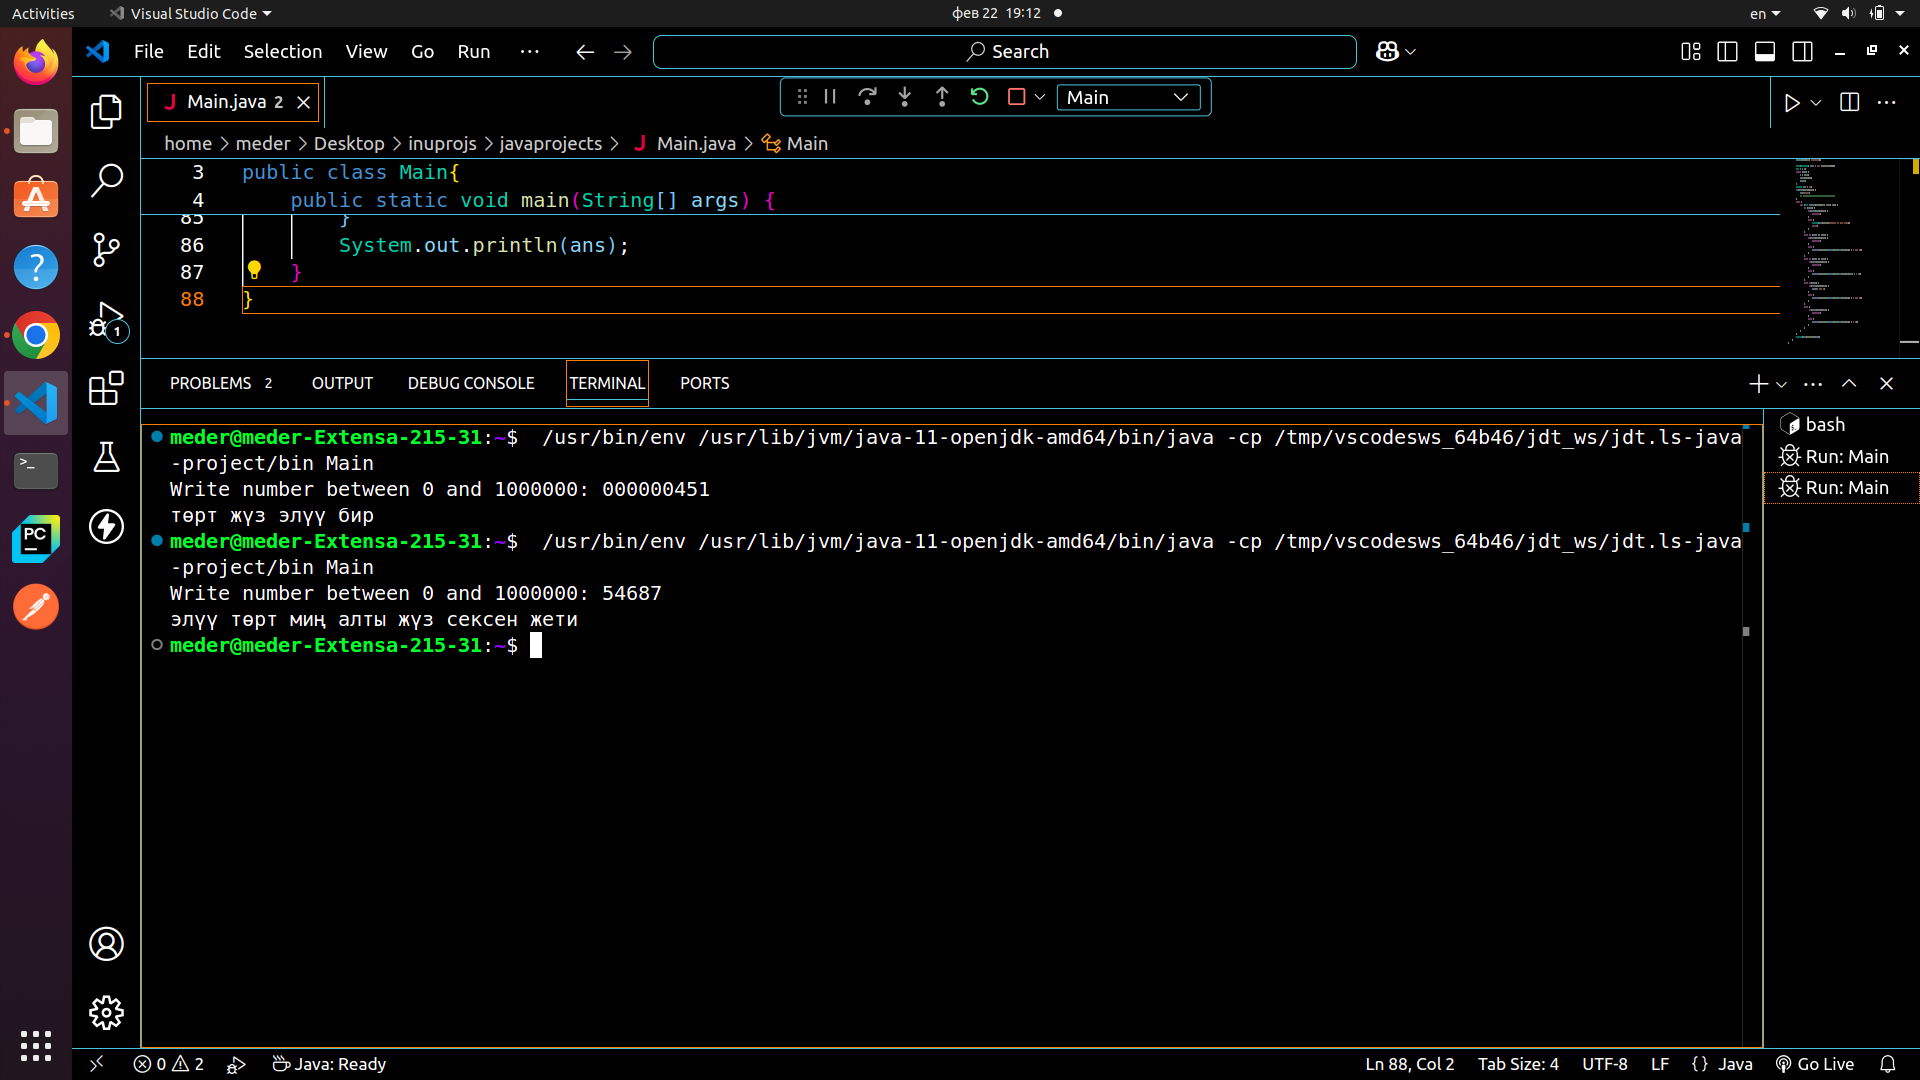 Activities Visual Studio Code фев 22 19:12 en
File Edit Selection View Go Run ··· Search
Main.java 2 Main
home > meder > Desktop > inuprojs > javaprojects > Main.java > Main
3 public class Main{
4 public static void main(String[] args) {
85 }
86 System.out.println(ans);
87 }
88 }
PROBLEMS 2 OUTPUT DEBUG CONSOLE TERMINAL PORTS
meder@meder-Extensa-215-31:~$ /usr/bin/env /usr/lib/jvm/java-11-openjdk-amd64/bin/java -cp /tmp/vscodesws_64b46/jdt_ws/jdt.ls-java
-project/bin Main
Write number between 0 and 1000000: 000000451
төрт жүз элүү бир
meder@meder-Extensa-215-31:~$ /usr/bin/env /usr/lib/jvm/java-11-openjdk-amd64/bin/java -cp /tmp/vscodesws_64b46/jdt_ws/jdt.ls-java
-project/bin Main
Write number between 0 and 1000000: 54687
элүү төрт миң алты жүз сексен жети
meder@meder-Extensa-215-31:~$
bash
Run: Main
Run: Main
1
PC
0 2 Java: Ready Ln 88, Col 2 Tab Size: 4 UTF-8 LF {} Java Go Live